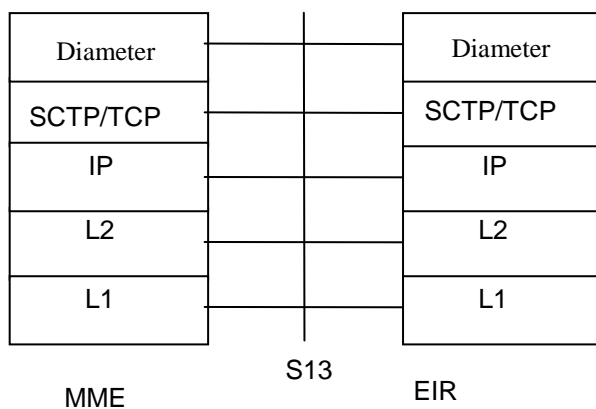 Diameter
Diameter
SCTP/TCP
SCTP/TCP
IP
IP
L2
L2
L1
L1
S13
MME
EIR